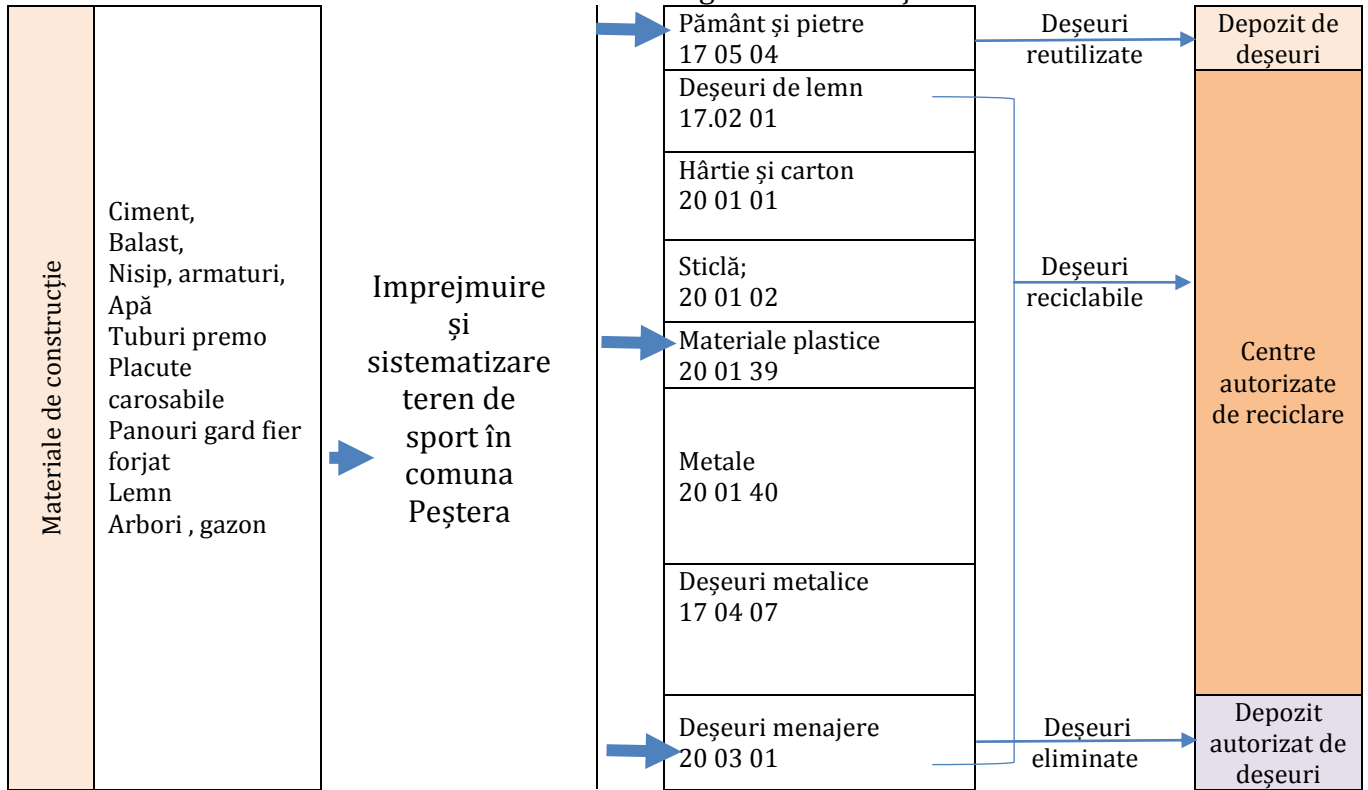 Materiale de construcție
Ciment,
Balast,
Nisip, armaturi,
Apă
Tuburi premo
Placute
carosabile
Panouri gard fier
forjat
Lemn
Arbori , gazon
Imprejmuire
și
sistematizare
teren de
sport în
comuna
Peștera
Pământ și pietre
17 05 04
Deșeuri de lemn
17.02 01
Hârtie și carton
20 01 01
Sticlă;
20 01 02
Materiale plastice
20 01 39
Metale
20 01 40
Deșeuri metalice
17 04 07
Deșeuri menajere
20 03 01
Deșeuri
reutilizate
Deșeuri
reciclabile
Deșeuri
eliminate
Depozit de
deșeuri
Centre
autorizate
de reciclare
Depozit
autorizat de
deșeuri